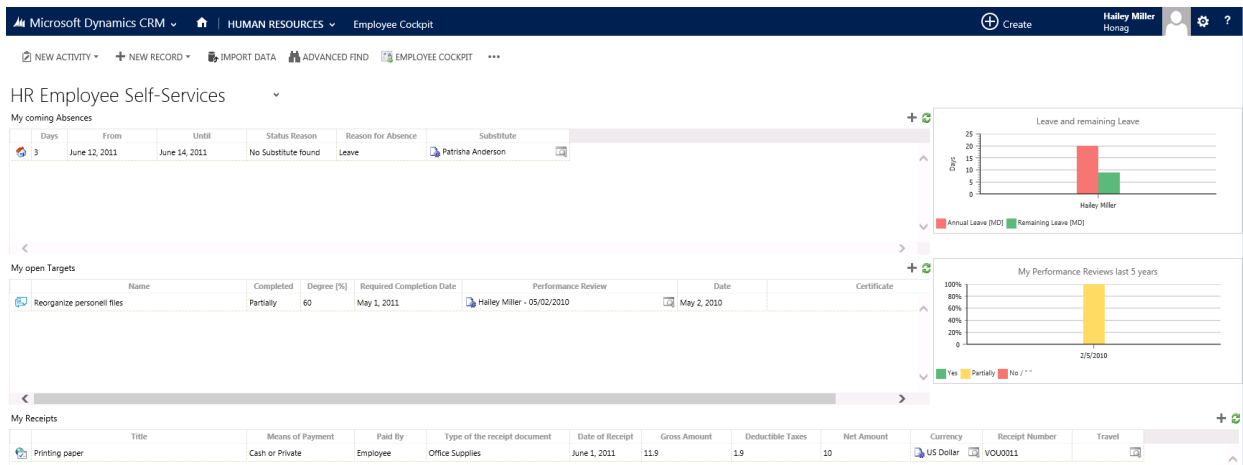 Microsoft Dynamics CRM HUMAN RESOURCES Employee Cockpit Create Hailey Miller ?
Honag
NEW ACTIVITY NEW RECORD IMPORT DATA ADVANCED FIND EMPLOYEE COCKPIT •••
HR Employee Self-Services
My coming Absences
Days From Until Status Reason Reason for Absence Substitute
3 June 12, 2011 June 14, 2011 No Substitute found Leave Patrisha Anderson
Leave and remaining Leave
25
20
15
10
5
0
Days
Hailey Miller
Annual Leave [MD] Remaining Leave [MD]
My open Targets
Name Completed Degree [%] Required Completion Date Performance Review Date Certificate
Reorganize personell files Partially 60 May 1, 2011 Hailey Miller - 05/02/2010 May 2, 2010
My Performance Reviews last 5 years
100%
80%
60%
40%
20%
0
2/5/2010
Yes Partially No / " "
My Receipts
Title Means of Payment Paid By Type of the receipt document Date of Receipt Gross Amount Deductible Taxes Net Amount Currency Receipt Number Travel
Printing paper Cash or Private Employee Office Supplies June 1, 2011 11.9 1.9 10 US Dollar VOU0011